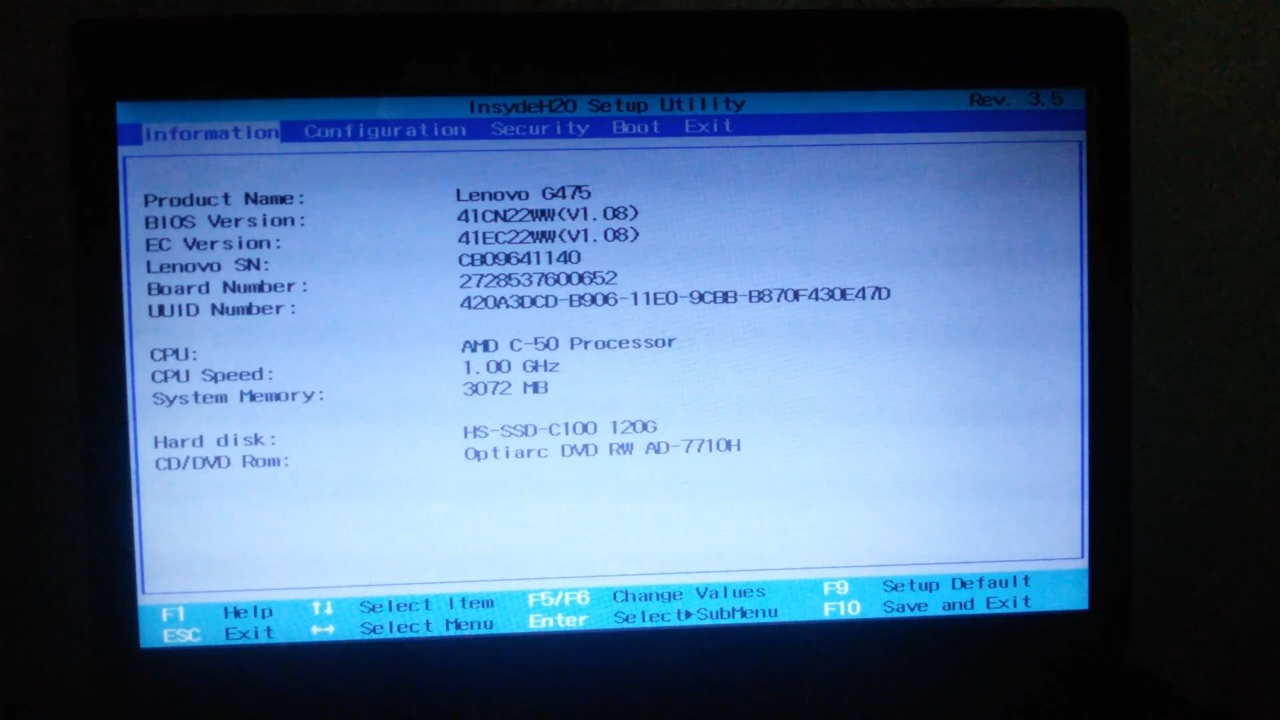 InsydeH20 Setup Utility Rev. 3.5
Information Configuration Security Boot Exit
Product Name: Lenovo G475
BIOS Version: 41CN22WW(V1.08)
EC Version: 41EC22WW(V1.08)
Lenovo SN: CB09641140
Board Number: 2728537600652
UUID Number: 420A3DCD-B906-11E0-9CBB-B870F430E47D
CPU: AMD C-50 Processor
CPU Speed: 1.00 GHz
System Memory: 3072 MB
Hard disk: HS-SSD-C100 120G
CD/DVD Rom: Optiarc DVD RW AD-7710H
F1 Help ↑↓ Select Item F5/F6 Change Values F9 Setup Default
ESC Exit ↔ Select Menu Enter Select▶SubMenu F10 Save and Exit